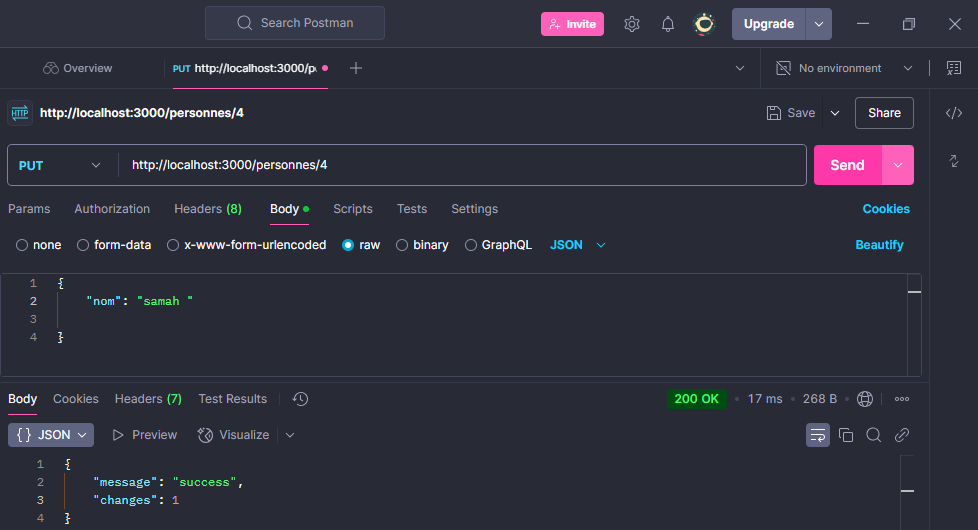 Search Postman
Invite
Upgrade
Overview
PUT http://localhost:3000/p
No environment
HTTP
http://localhost:3000/personnes/4
Save
Share
PUT
http://localhost:3000/personnes/4
Send
Params Authorization Headers (8) Body Scripts Tests Settings Cookies
none form-data x-www-form-urlencoded raw binary GraphQL JSON Beautify
1 {
2 "nom": "samah "
3
4 }
Body Cookies Headers (7) Test Results 200 OK • 17 ms • 268 B
{} JSON Preview Visualize
1 {
2 "message": "success",
3 "changes": 1
4 }